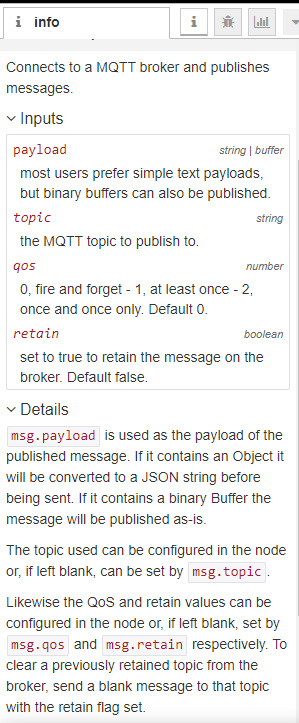 info
Connects to a MQTT broker and publishes
messages.
Inputs
payload string | buffer
most users prefer simple text payloads,
but binary buffers can also be published.
topic string
the MQTT topic to publish to.
qos number
0, fire and forget - 1, at least once - 2,
once and once only. Default 0.
retain boolean
set to true to retain the message on the
broker. Default false.
Details
msg.payload is used as the payload of the
published message. If it contains an Object it
will be converted to a JSON string before
being sent. If it contains a binary Buffer the
message will be published as-is.
The topic used can be configured in the node
or, if left blank, can be set by msg.topic.
Likewise the QoS and retain values can be
configured in the node or, if left blank, set by
msg.qos and msg.retain respectively. To
clear a previously retained topic from the
broker, send a blank message to that topic
with the retain flag set.